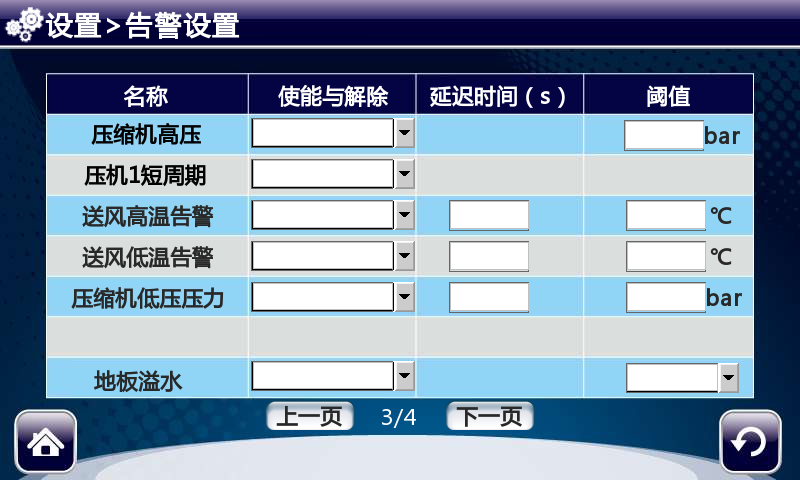 设置>告警设置
名称 使能与解除 延迟时间（s） 阈值
压缩机高压 bar
压机1短周期
送风高温告警 ℃
送风低温告警 ℃
压缩机低压压力 bar
地板溢水
上一页 3/4 下一页